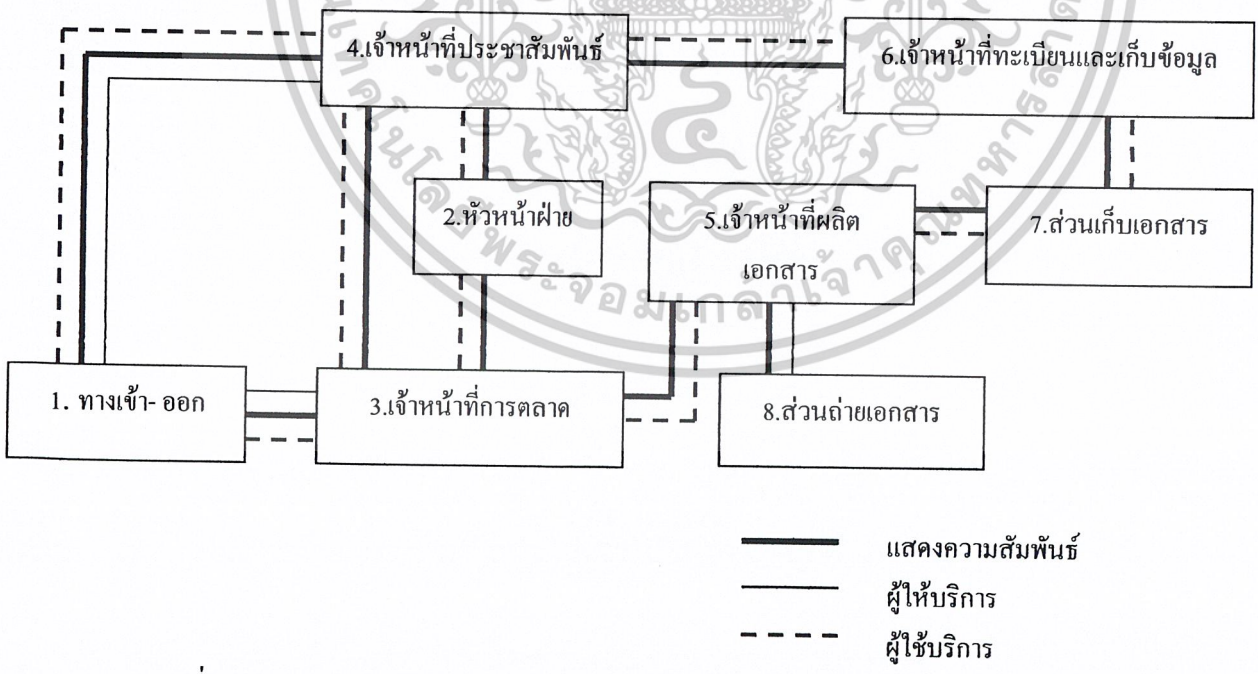 4.เจ้าหน้าที่ประชาสัมพันธ์
6.เจ้าหน้าที่ทะเบียนและเก็บข้อมูล
2.หัวหน้าฝ่าย
5.เจ้าหน้าที่ผลิต
เอกสาร
7.ส่วนเก็บเอกสาร
1. ทางเข้า- ออก
3.เจ้าหน้าที่การตลาด
8.ส่วนถ่ายเอกสาร
แสดงความสัมพันธ์
ผู้ให้บริการ
ผู้ใช้บริการ